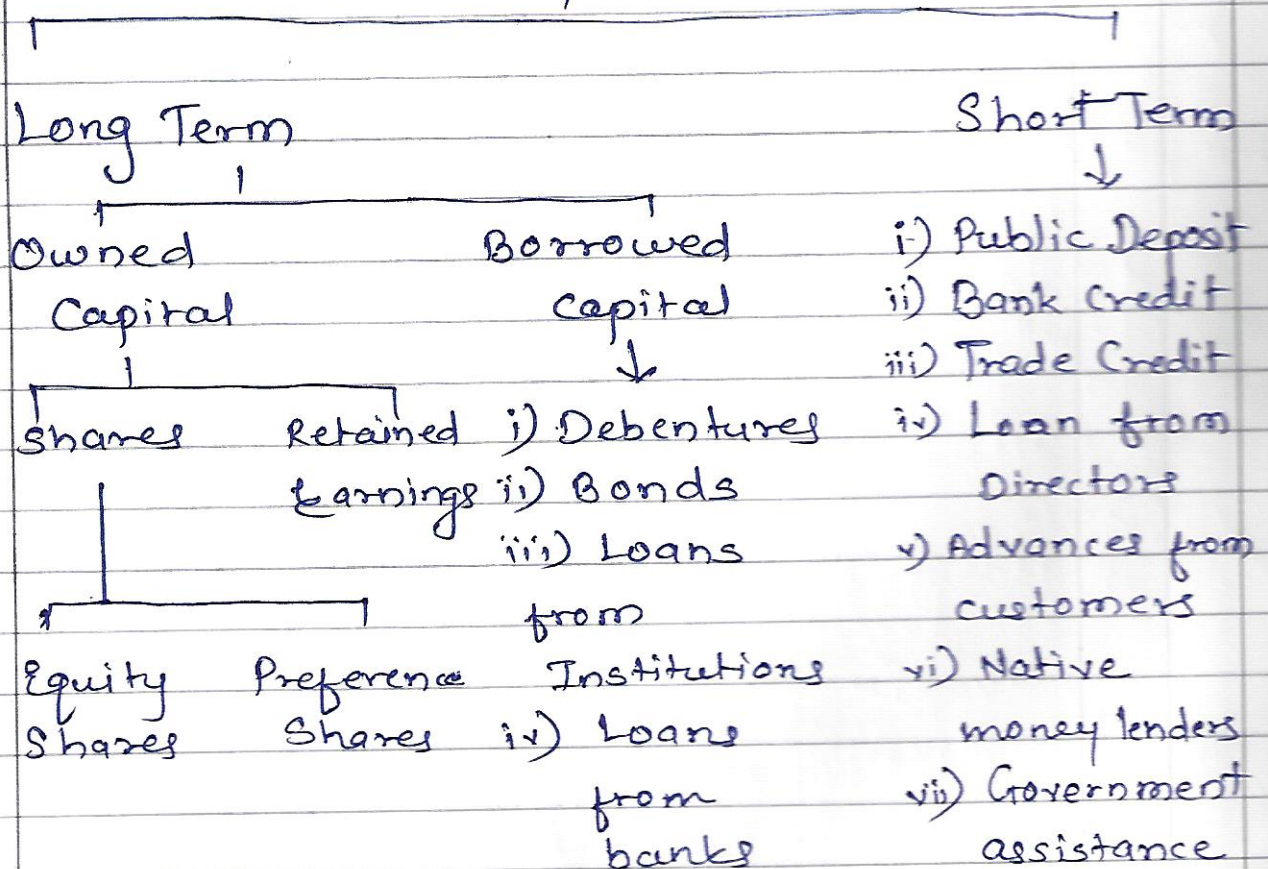 Long Term
Short Term
Owned
Capital
Shares
Retained
Earnings
Equity
Shares
Preference
Shares
Borrowed
Capital
i) Debentures
ii) Bonds
iii) Loans
from
Institutions
iv) Loans
from
banks
i) Public Deposit
ii) Bank Credit
iii) Trade Credit
iv) Loan from
Directors
v) Advances from
customers
vi) Native
money lenders
vii) Government
assistance